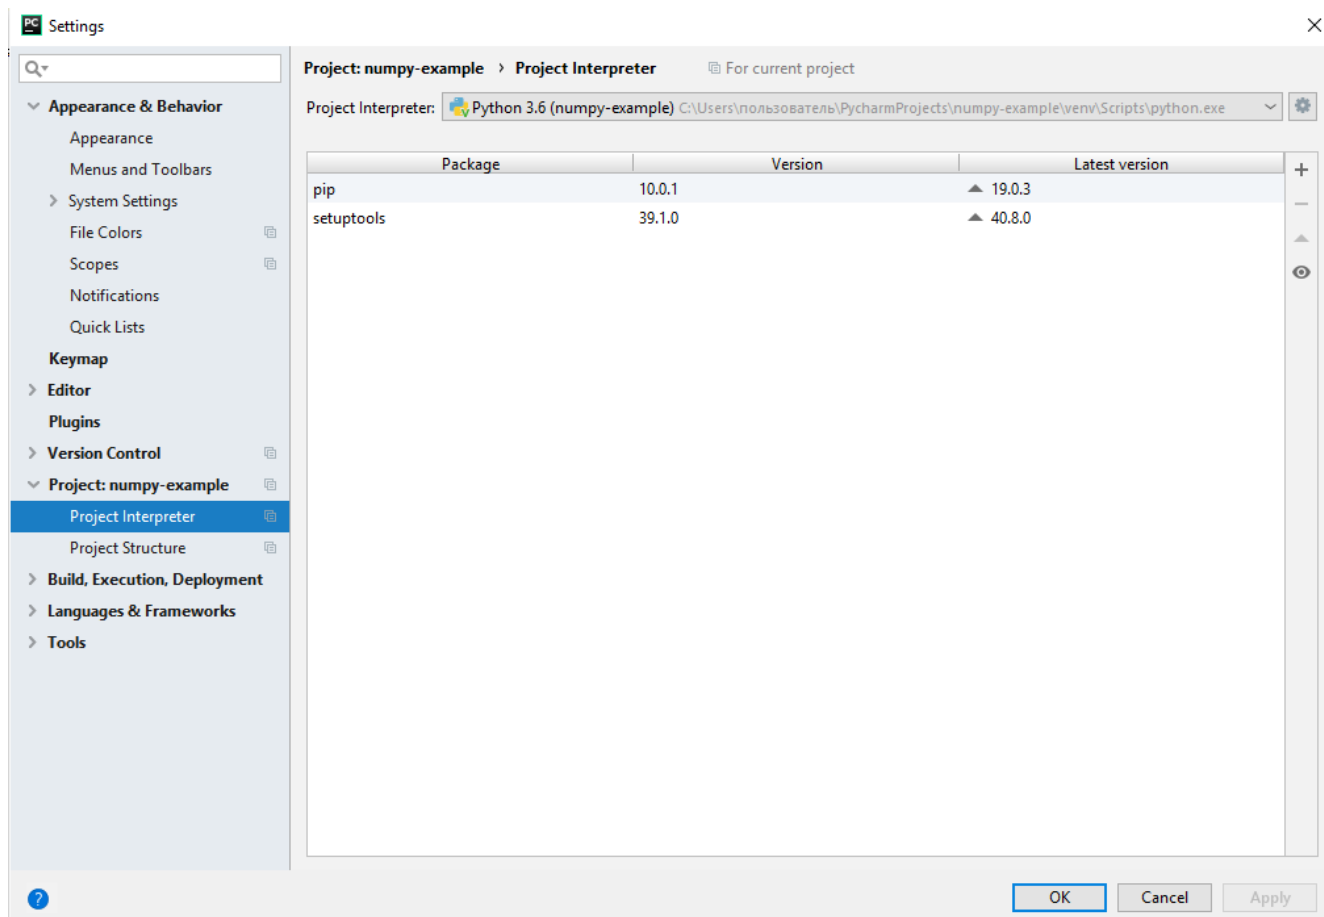 PC Settings
Project: numpy-example › Project Interpreter For current project
Project Interpreter: Python 3.6 (numpy-example) C:\Users\пользователь\PycharmProjects\numpy-example\venv\Scripts\python.exe
Appearance & Behavior
Appearance
Menus and Toolbars
System Settings
File Colors
Scopes
Notifications
Quick Lists
Keymap
Editor
Plugins
Version Control
Project: numpy-example
Project Interpreter
Project Structure
Build, Execution, Deployment
Languages & Frameworks
Tools
Package Version Latest version
pip 10.0.1 19.0.3
setuptools 39.1.0 40.8.0
? OK Cancel Apply